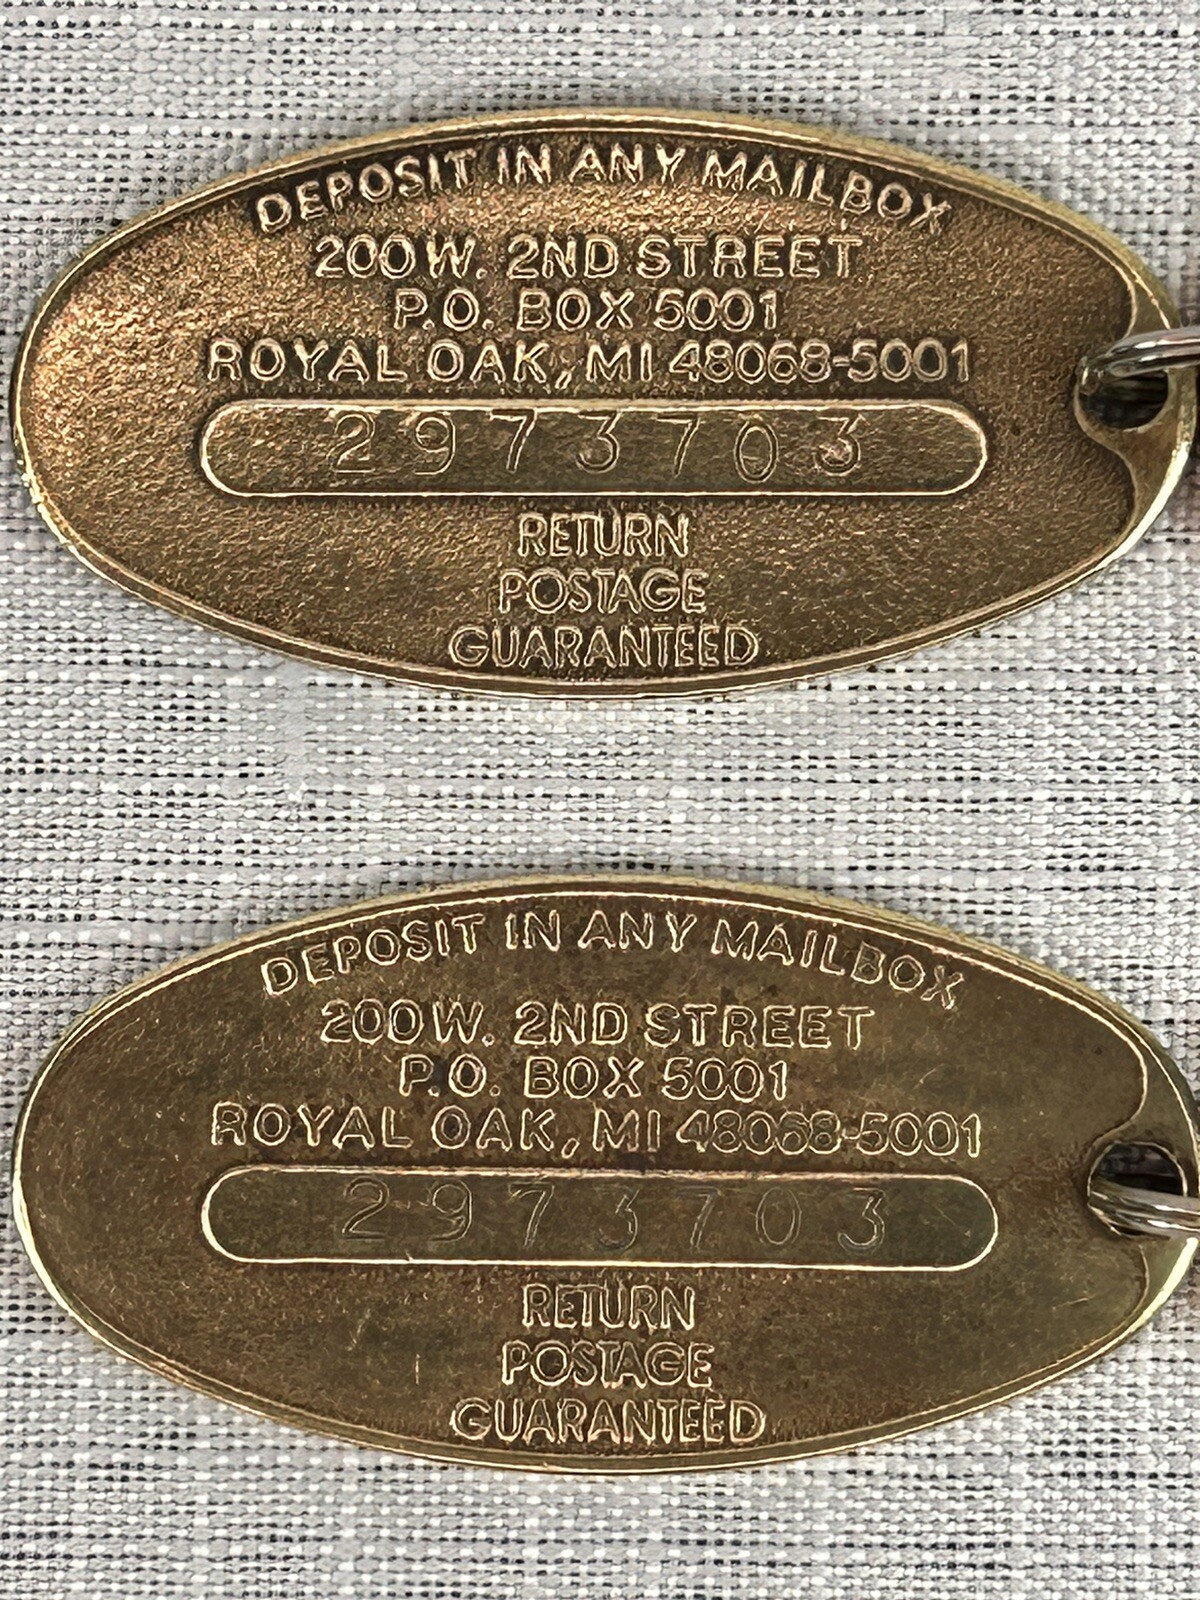 DEPOSIT IN ANY MAILBOX
200 W. 2ND STREET
P.O. BOX 5001
ROYAL OAK, MI 48068-5001
2973703
RETURN
POSTAGE
GUARANTEED
DEPOSIT IN ANY MAILBOX
200 W. 2ND STREET
P.O. BOX 5001
ROYAL OAK, MI 48068-5001
2973703
RETURN
POSTAGE
GUARANTEED